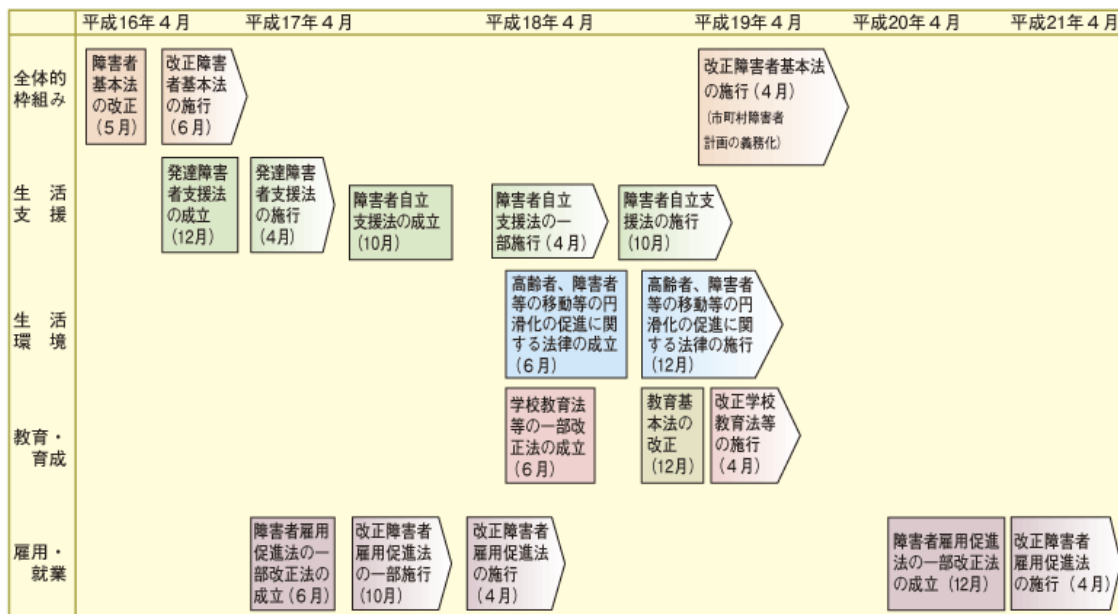 平成16年4月
平成17年4月
平成18年4月
平成19年4月
平成20年4月
平成21年4月
全体的
枠組み
障害者
基本法
の改正
（5月）
改正障害
者基本法
の施行
（6月）
改正障害者基本法
の施行（4月）
（市町村障害者
計画の義務化）
生　活
支　援
発達障害
者支援法
の成立
（12月）
発達障害
者支援法
の施行
（4月）
障害者自立
支援法の成立
（10月）
障害者自立
支援法の一
部施行（4月）
障害者自立支
援法の施行
（10月）
生　活
環　境
高齢者、障害者
等の移動等の円
滑化の促進に関
する法律の成立
（6月）
高齢者、障害者
等の移動等の円
滑化の促進に関
する法律の施行
（12月）
教育・
育成
学校教育法
等の一部改
正法の成立
（6月）
教育基
本法の
改正
（12月）
改正学校
教育法等
の施行
（4月）
雇用・
就業
障害者雇用
促進法の一
部改正法の
成立（6月）
改正障害者
雇用促進法
の一部施行
（10月）
改正障害者
雇用促進法
の施行
（4月）
障害者雇用促進
法の一部改正法
の成立（12月）
改正障害者
雇用促進法
の施行（4月）